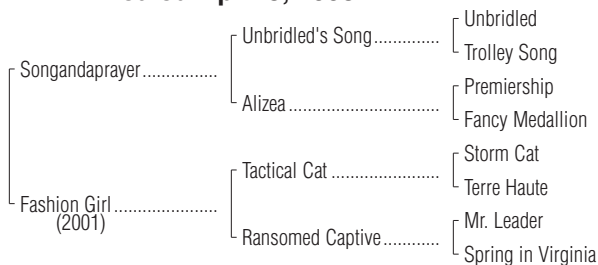 Unbridled
Unbridled's Song
Trolley Song
Songandaprayer
Premiership
Alizea
Fancy Medallion
Storm Cat
Tactical Cat
Terre Haute
Fashion Girl
(2001)
Mr. Leader
Ransomed Captive
Spring in Virginia